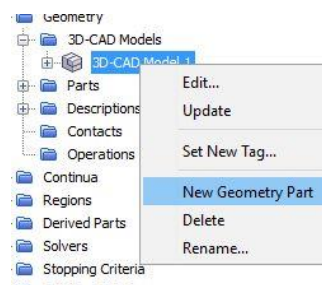 Geometry
3D-CAD Models
3D-CAD Model 1
Parts
Descriptions
Contacts
Operations
Continua
Regions
Derived Parts
Solvers
Stopping Criteria
Edit...
Update
Set New Tag...
New Geometry Part
Delete
Rename...